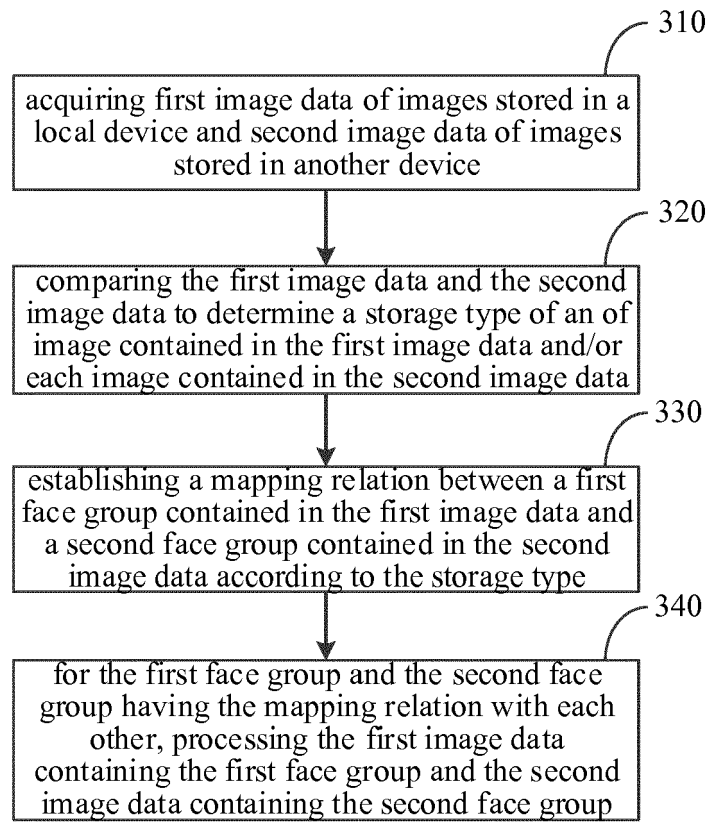 310
acquiring first image data of images stored in a
local device and second image data of images
stored in another device
320
comparing the first image data and the second
image data to determine a storage type of an of
image contained in the first image data and/or
each image contained in the second image data
330
establishing a mapping relation between a first
face group contained in the first image data and
a second face group contained in the second
image data according to the storage type
340
for the first face group and the second face
group having the mapping relation with each
other, processing the first image data
containing the first face group and the second
image data containing the second face group